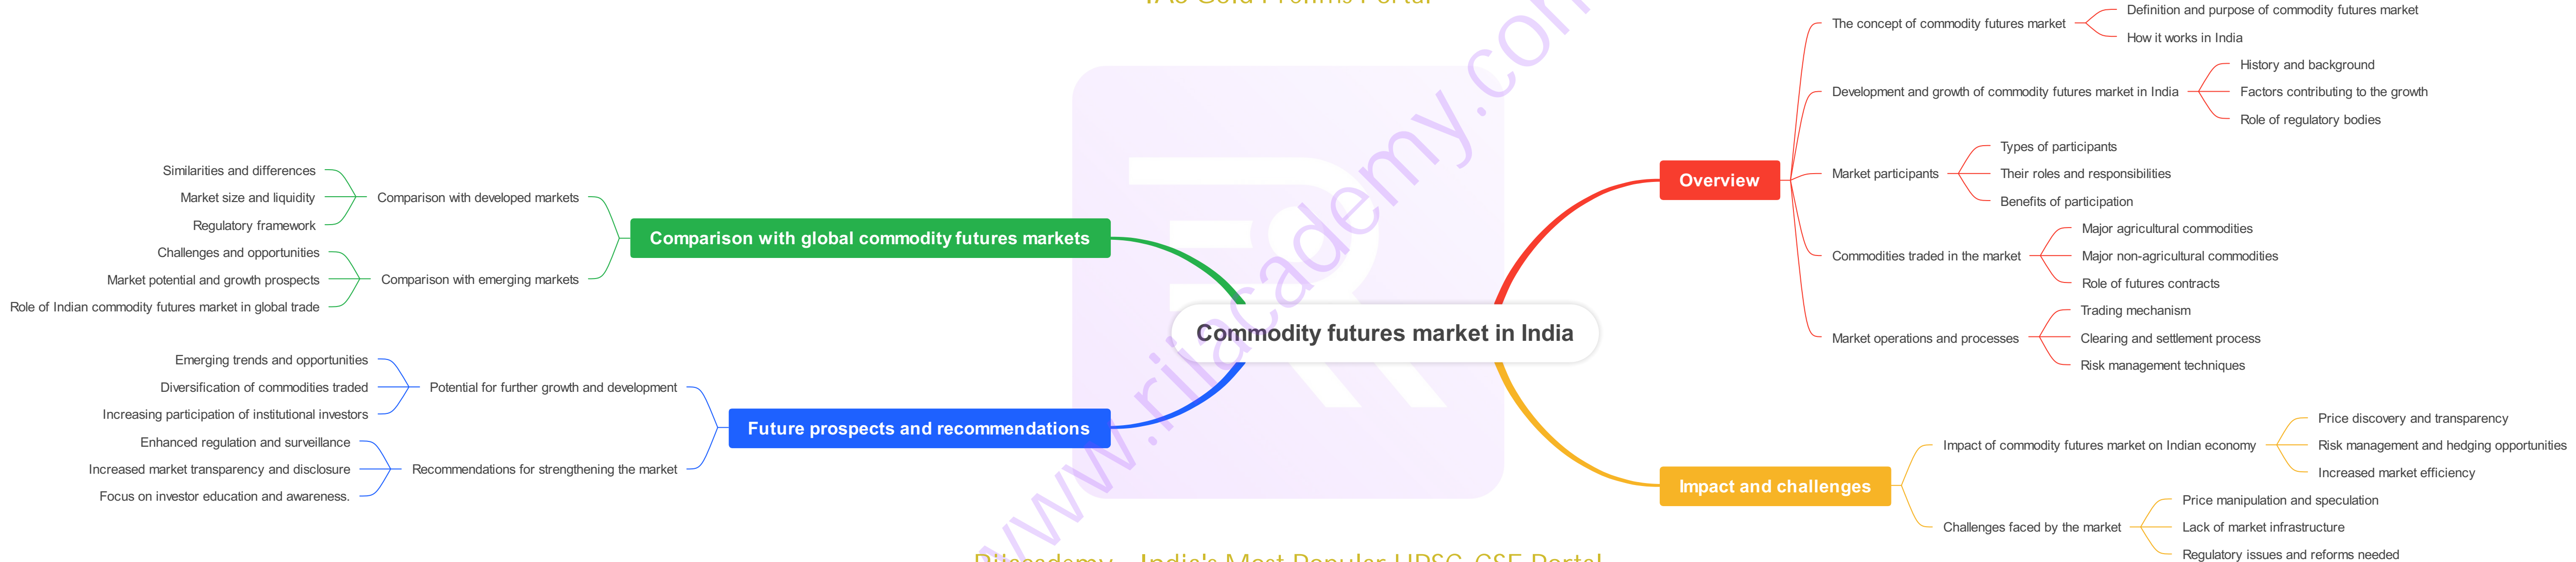 Commodity futures market in India
Overview
The concept of commodity futures market
Definition and purpose of commodity futures market
How it works in India
Development and growth of commodity futures market in India
History and background
Factors contributing to the growth
Role of regulatory bodies
Market participants
Types of participants
Their roles and responsibilities
Benefits of participation
Commodities traded in the market
Major agricultural commodities
Major non-agricultural commodities
Role of futures contracts
Market operations and processes
Trading mechanism
Clearing and settlement process
Risk management techniques
Impact and challenges
Impact of commodity futures market on Indian economy
Price discovery and transparency
Risk management and hedging opportunities
Increased market efficiency
Challenges faced by the market
Price manipulation and speculation
Lack of market infrastructure
Regulatory issues and reforms needed
Comparison with global commodity futures markets
Comparison with developed markets
Similarities and differences
Market size and liquidity
Regulatory framework
Comparison with emerging markets
Challenges and opportunities
Market potential and growth prospects
Role of Indian commodity futures market in global trade
Future prospects and recommendations
Potential for further growth and development
Emerging trends and opportunities
Diversification of commodities traded
Increasing participation of institutional investors
Recommendations for strengthening the market
Enhanced regulation and surveillance
Increased market transparency and disclosure
Focus on investor education and awareness.
www.rijiacademy.com
India's Most Popular UPSC-CSE Portal